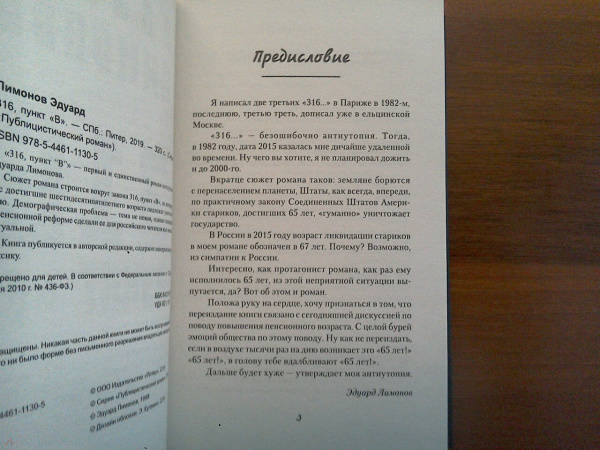 Лимонов Эдуард
316, пункт "В". — СПб.: Питер, 2019. — 320 с.
«Публицистический роман»).
ISBN 978-5-4461-1130-5
«316, пункт "В"» — первый и единственный роман
Эдуарда Лимонова.
Сюжет романа строится вокруг закона 316, пункт «В»,
с достигшие шестидесятипятилетнего возраста
Демографическая проблема — тема не новая,
пенсионной реформе сделали ее для российского читателя
туальной.
Книга публикуется в авторской редакции,
ксику.
рещено для детей. В соответствии с Федеральным законом
я 2010 г. № 436-ФЗ.)
защищены. Никакая часть данной книги не может быть
то ни было форме без письменного разрешения
© ООО Издательство «Питер»,
© Серия «Публицистический роман»
© Эдуард Лимонов,
© Дизайн обложки.
4461-1130-5
Предисловие
Я написал две третьих «316...» в Париже в 1982-м,
последнюю, третью треть, дописал уже в ельцинской
Москве.
«316...» — безошибочно антиутопия. Тогда,
в 1982 году, дата 2015 казалась мне дичайше удаленной
во времени. Ну чего вы хотите, я не планировал дожить
и до 2000-го.
Вкратце сюжет романа таков: земляне борются
с перенаселением планеты, Штаты, как всегда, впереди,
по практичному закону Соединенных Штатов Амери-
ки стариков, достигших 65 лет, «гуманно» уничтожает
государство.
В России в 2015 году возраст ликвидации стариков
в моем романе обозначен в 67 лет. Почему? Возможно,
из симпатии к России.
Интересно, как протагонист романа, как раз ему
исполнилось 65 лет, из этой неприятной ситуации вы-
путается, да? Вот об этом и роман.
Положа руку на сердце, хочу признаться в том, что
переиздание книги связано с сегодняшней дискуссией по
поводу повышения пенсионного возраста. С целой бурей
эмоций общества по этому поводу. Ну как не переиздать,
если в воздухе тысячи раз на дню возникает это «65 лет!»
«65 лет!», в голову тебе вдалбливают «65 лет!».
Дальше будет хуже — утверждает моя антиутопия.
Эдуард Лимонов
3